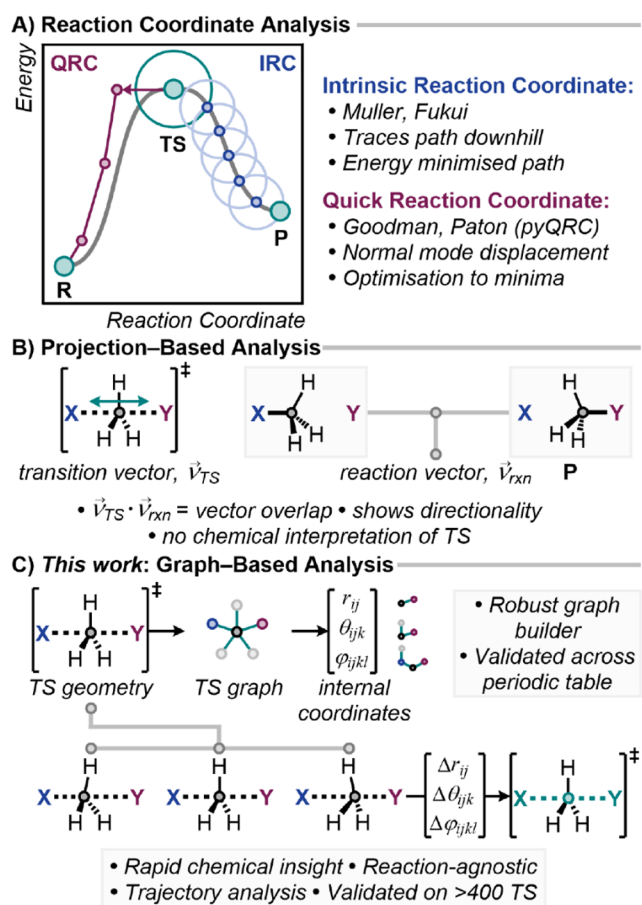 A) Reaction Coordinate Analysis
Energy
QRC
IRC
TS
P
R
Reaction Coordinate
Intrinsic Reaction Coordinate:
• Muller, Fukui
• Traces path downhill
• Energy minimised path
Quick Reaction Coordinate:
• Goodman, Paton (pyQRC)
• Normal mode displacement
• Optimisation to minima
B) Projection–Based Analysis
‡
H
X Y
H H
transition vector, v⃗TS
H
X Y
H H
X H Y
H H
reaction vector, v⃗rxn P
• v⃗TS · v⃗rxn = vector overlap • shows directionality
• no chemical interpretation of TS
C) This work: Graph–Based Analysis
‡
H
X Y
H H
TS geometry
TS graph
rij
θijk
φijkl
internal
coordinates
• Robust graph
builder
• Validated across
periodic table
H H H
X Y X Y X Y
H H H H H H
Δrij
Δθijk
Δφijkl
‡
H
X Y
H H
• Rapid chemical insight • Reaction-agnostic
• Trajectory analysis • Validated on >400 TS